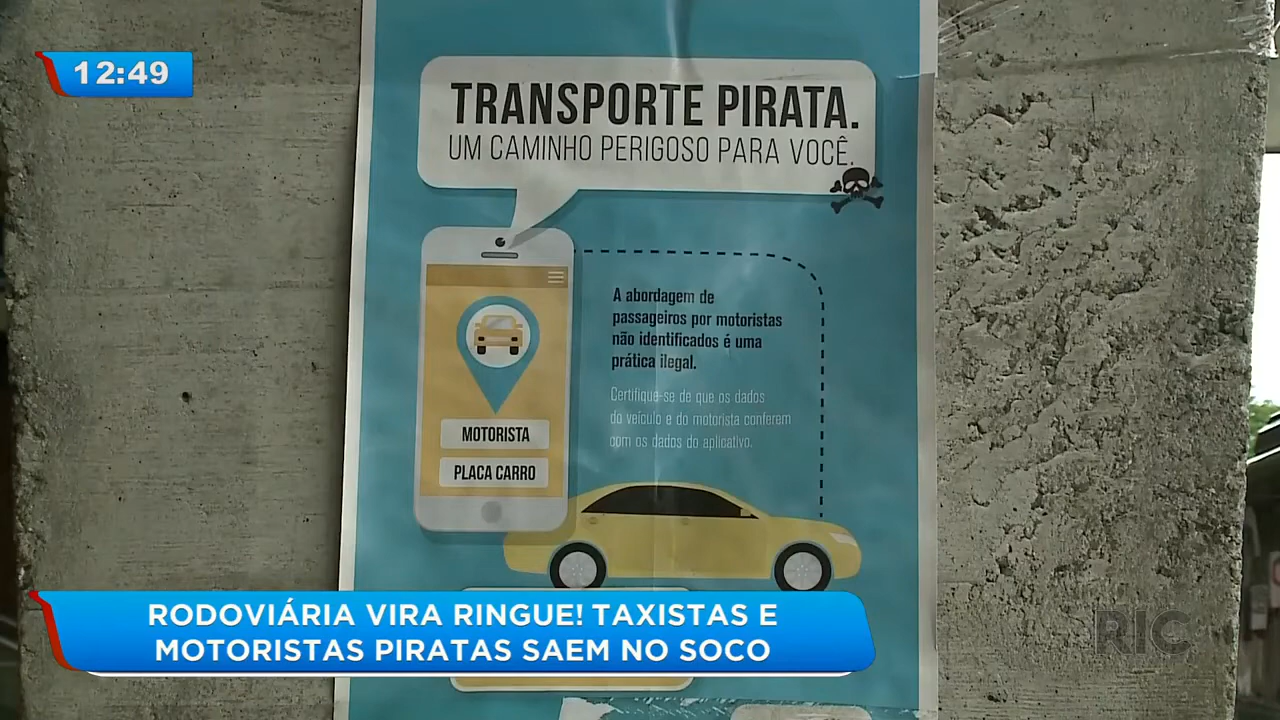 12:49
TRANSPORTE PIRATA.
UM CAMINHO PERIGOSO PARA VOCÊ.
A abordagem de
passageiros por motoristas
não identificados é uma
prática ilegal.
Certifique-se de que os dados
do veículo e do motorista conferem
com os dados do aplicativo.
MOTORISTA
PLACA CARRO
RODOVIÁRIA VIRA RINGUE! TAXISTAS E
MOTORISTAS PIRATAS SAEM NO SOCO
RIC